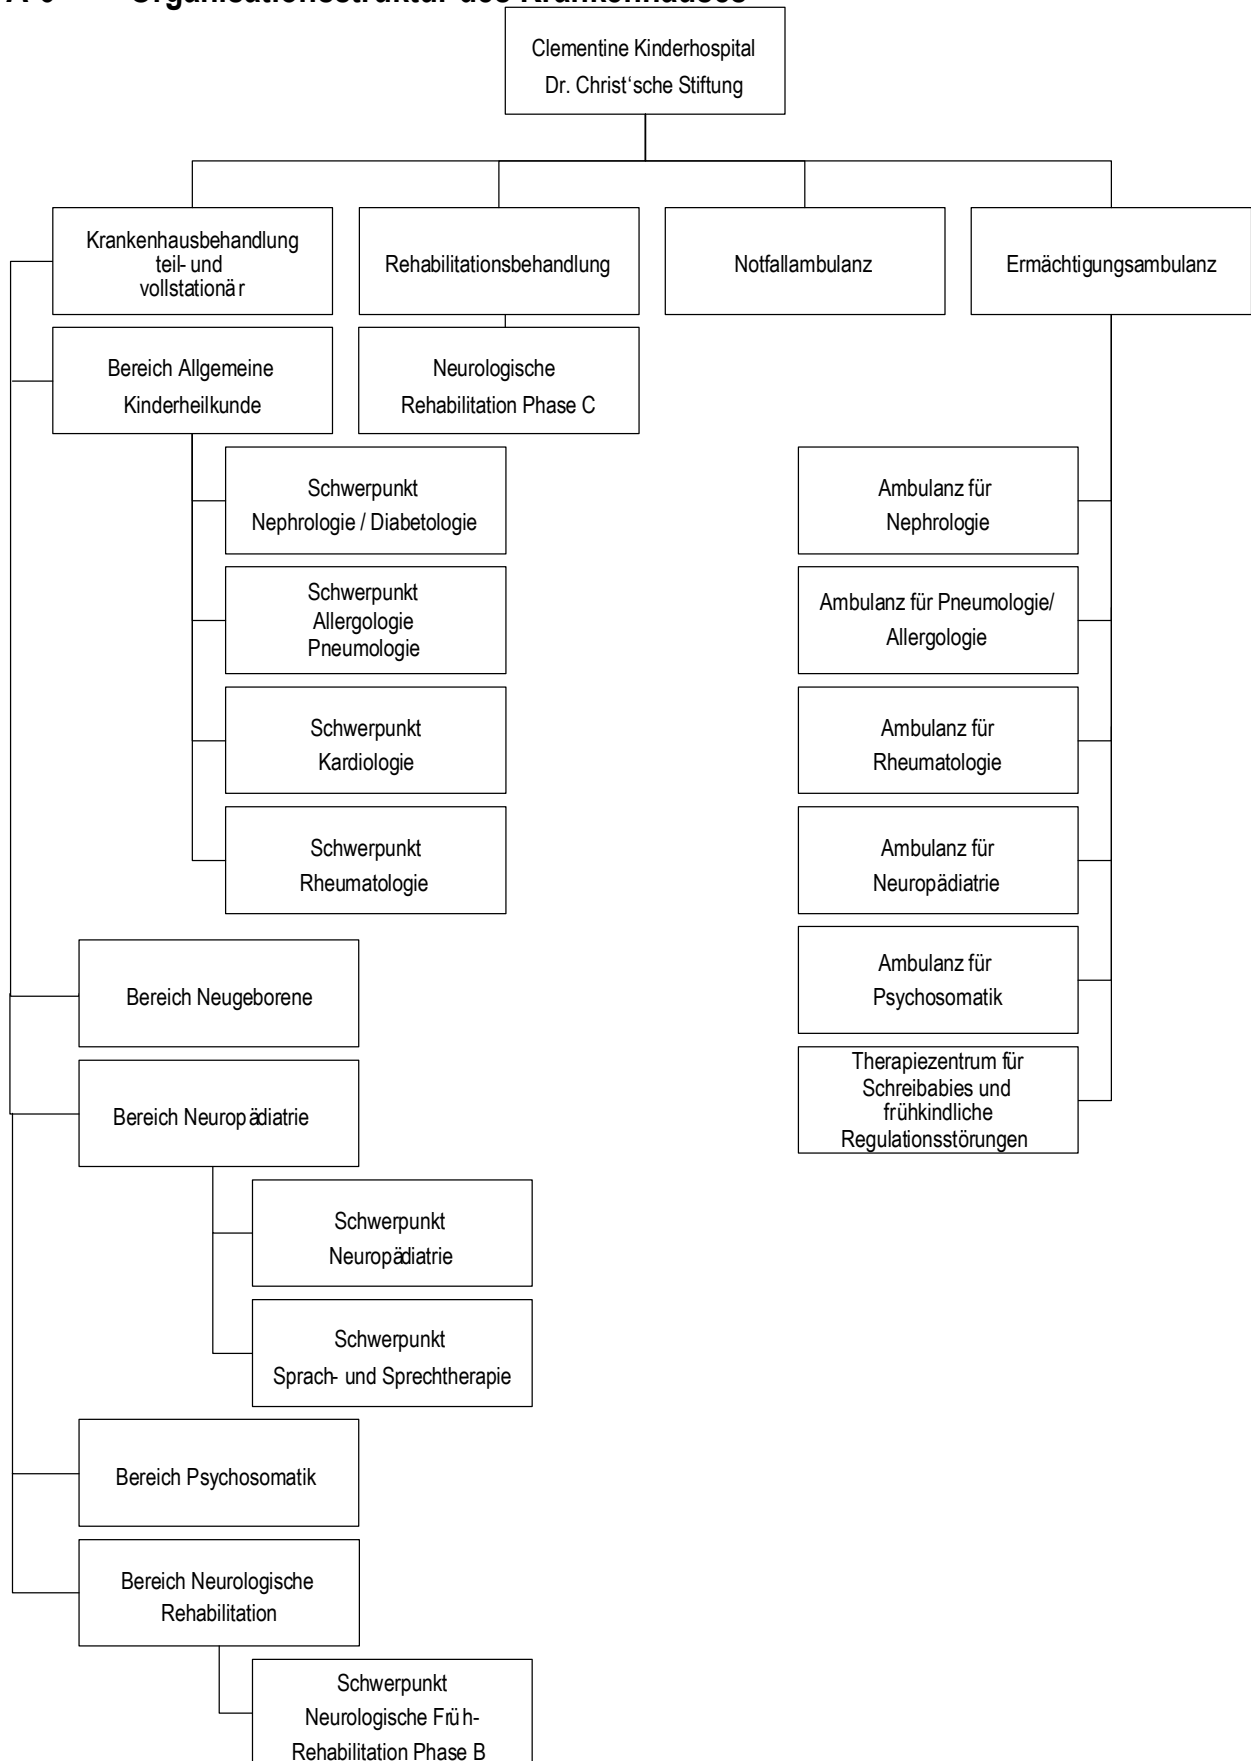 Organisationsstruktur des Krankenhauses
Clementine Kinderhospital
Dr. Christ‘sche Stiftung
Krankenhausbehandlung
teil- und
vollstationär
Rehabilitationsbehandlung
Notfallambulanz
Ermächtigungsambulanz
Bereich Allgemeine
Kinderheilkunde
Neurologische
Rehabilitation Phase C
Schwerpunkt
Nephrologie / Diabetologie
Ambulanz für
Nephrologie
Schwerpunkt
Allergologie
Pneumologie
Ambulanz für Pneumologie/
Allergologie
Schwerpunkt
Kardiologie
Ambulanz für
Rheumatologie
Schwerpunkt
Rheumatologie
Ambulanz für
Neuropädiatrie
Bereich Neugeborene
Ambulanz für
Psychosomatik
Bereich Neuropädiatrie
Therapiezentrum für
Schreibabies und
frühkindliche
Regulationsstörungen
Schwerpunkt
Neuropädiatrie
Schwerpunkt
Sprach- und Sprechtherapie
Bereich Psychosomatik
Bereich Neurologische
Rehabilitation
Schwerpunkt
Neurologische Früh-
Rehabilitation Phase B